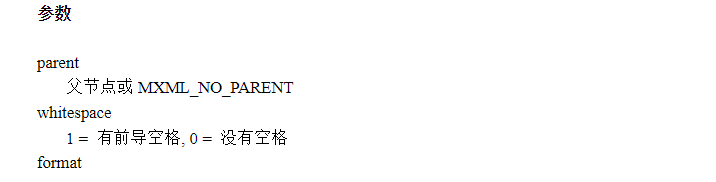 参数
parent
父节点或 MXML_NO_PARENT
whitespace
1 = 有前导空格, 0 = 没有空格
format